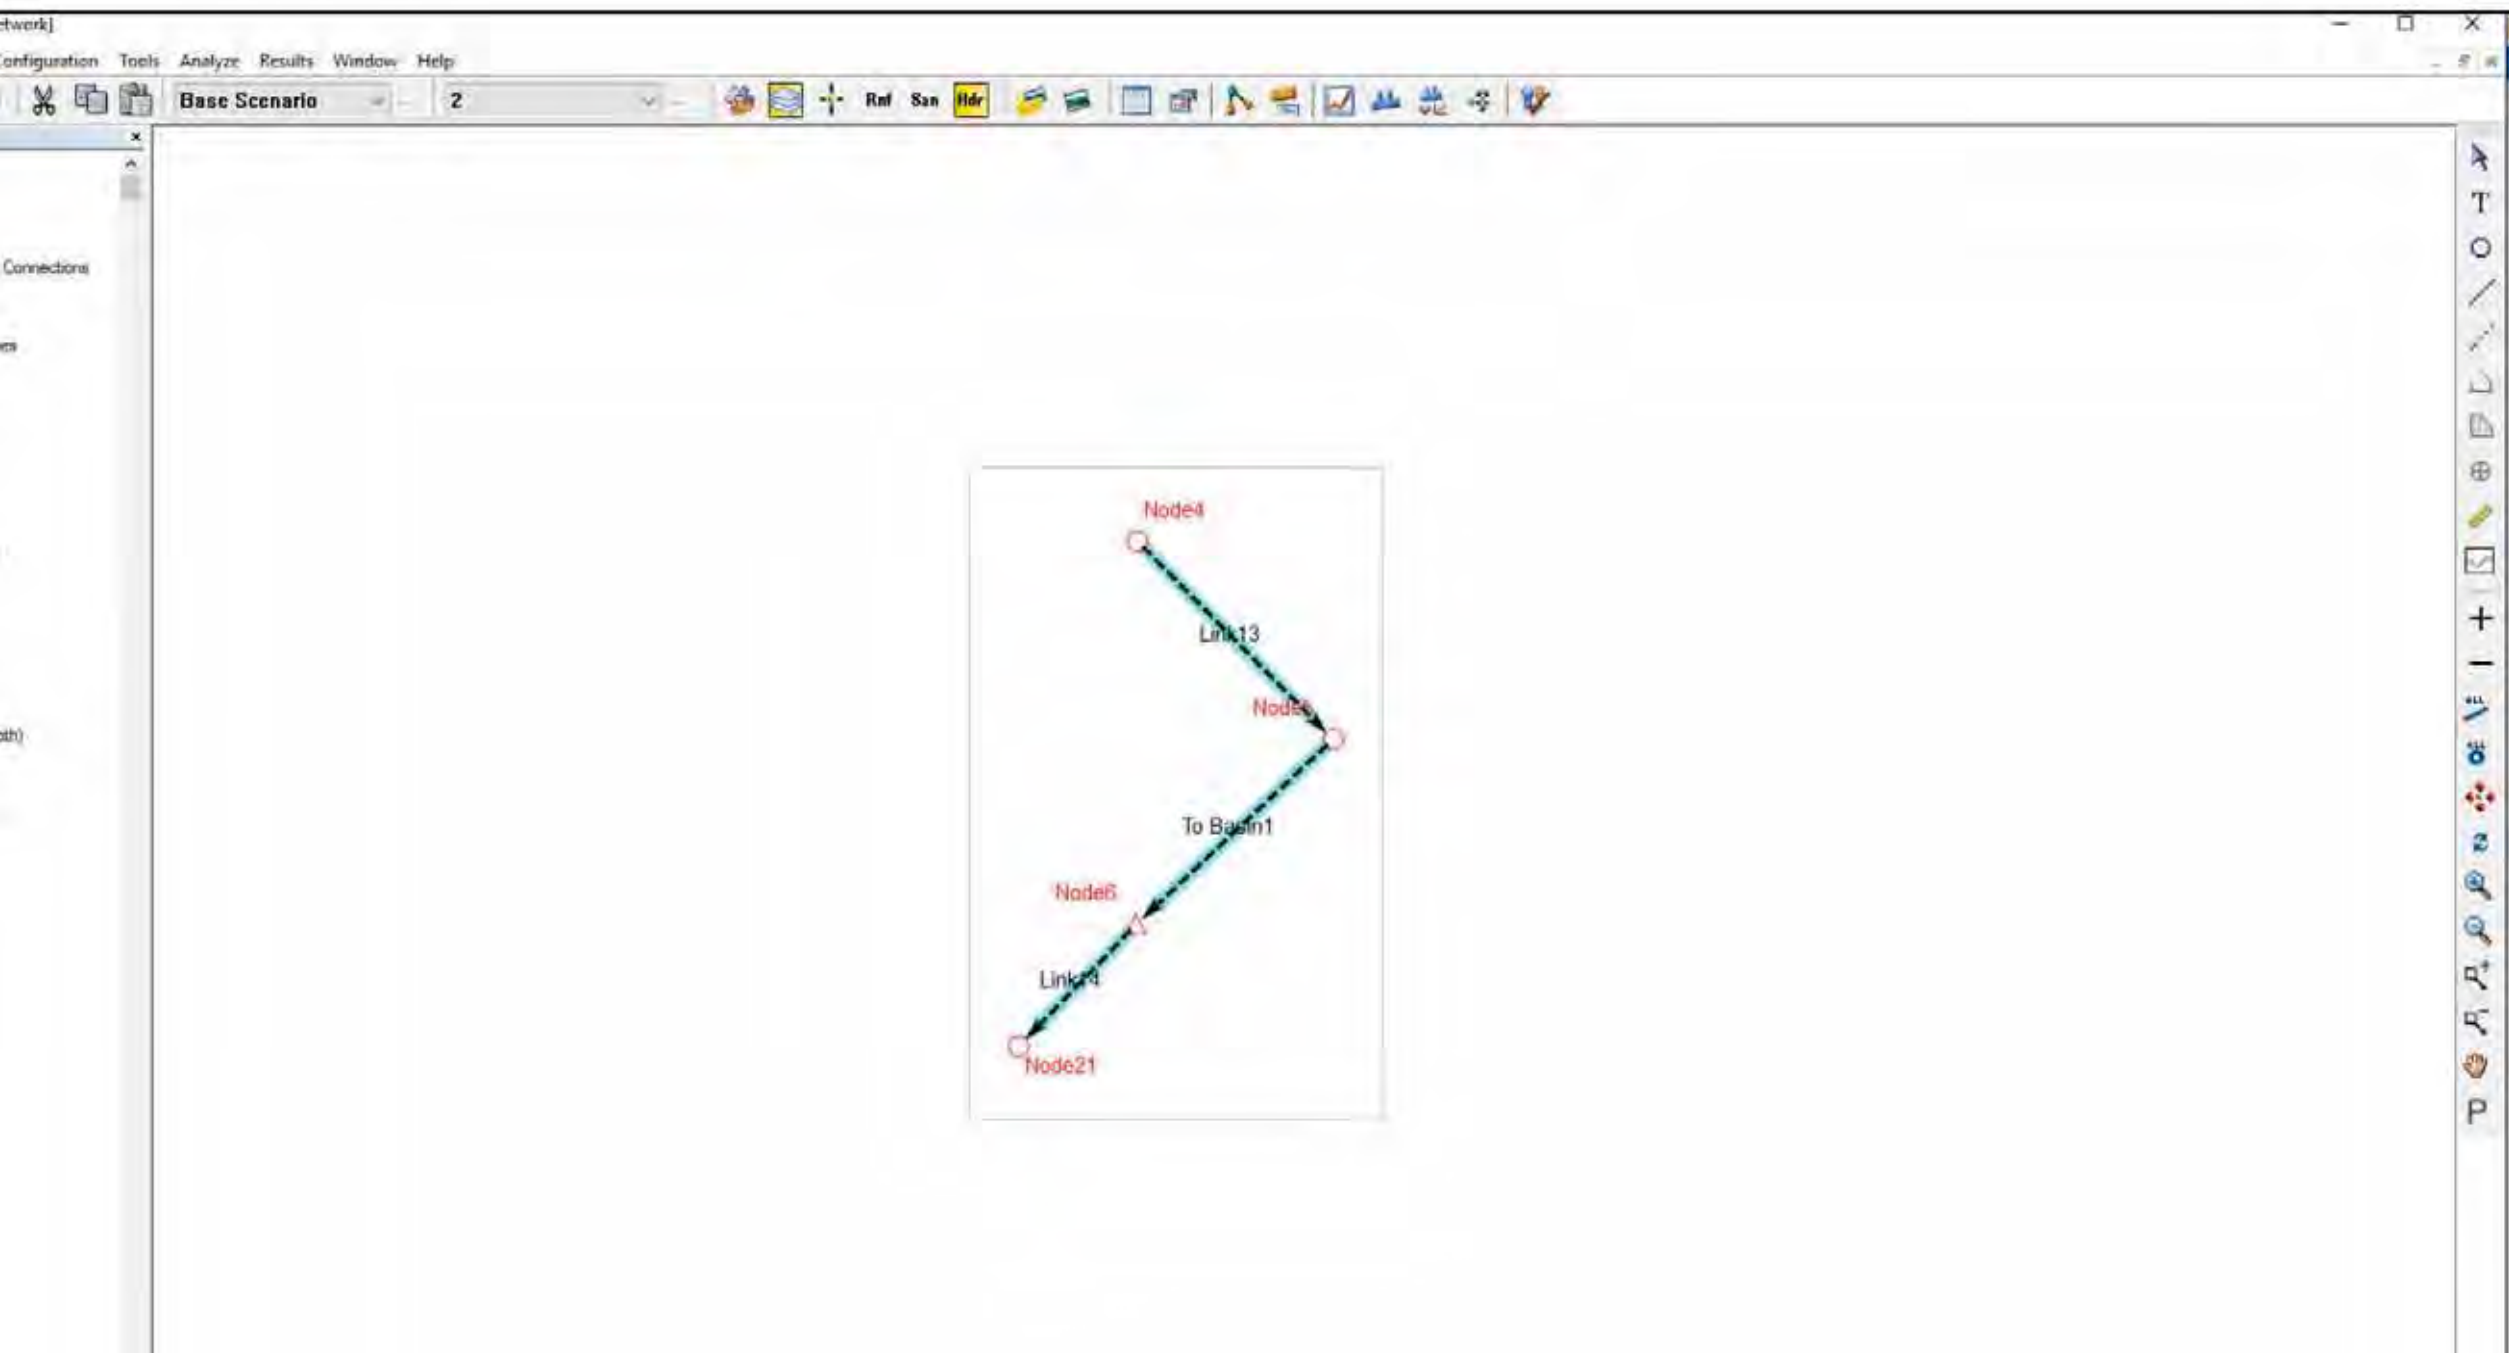 Configuration Tools Analyze Results Window Help
Base Scenario 2 Rnf San Hdr
T
Connections
Node4
Link13
To Basin1
Node6
Node21
P